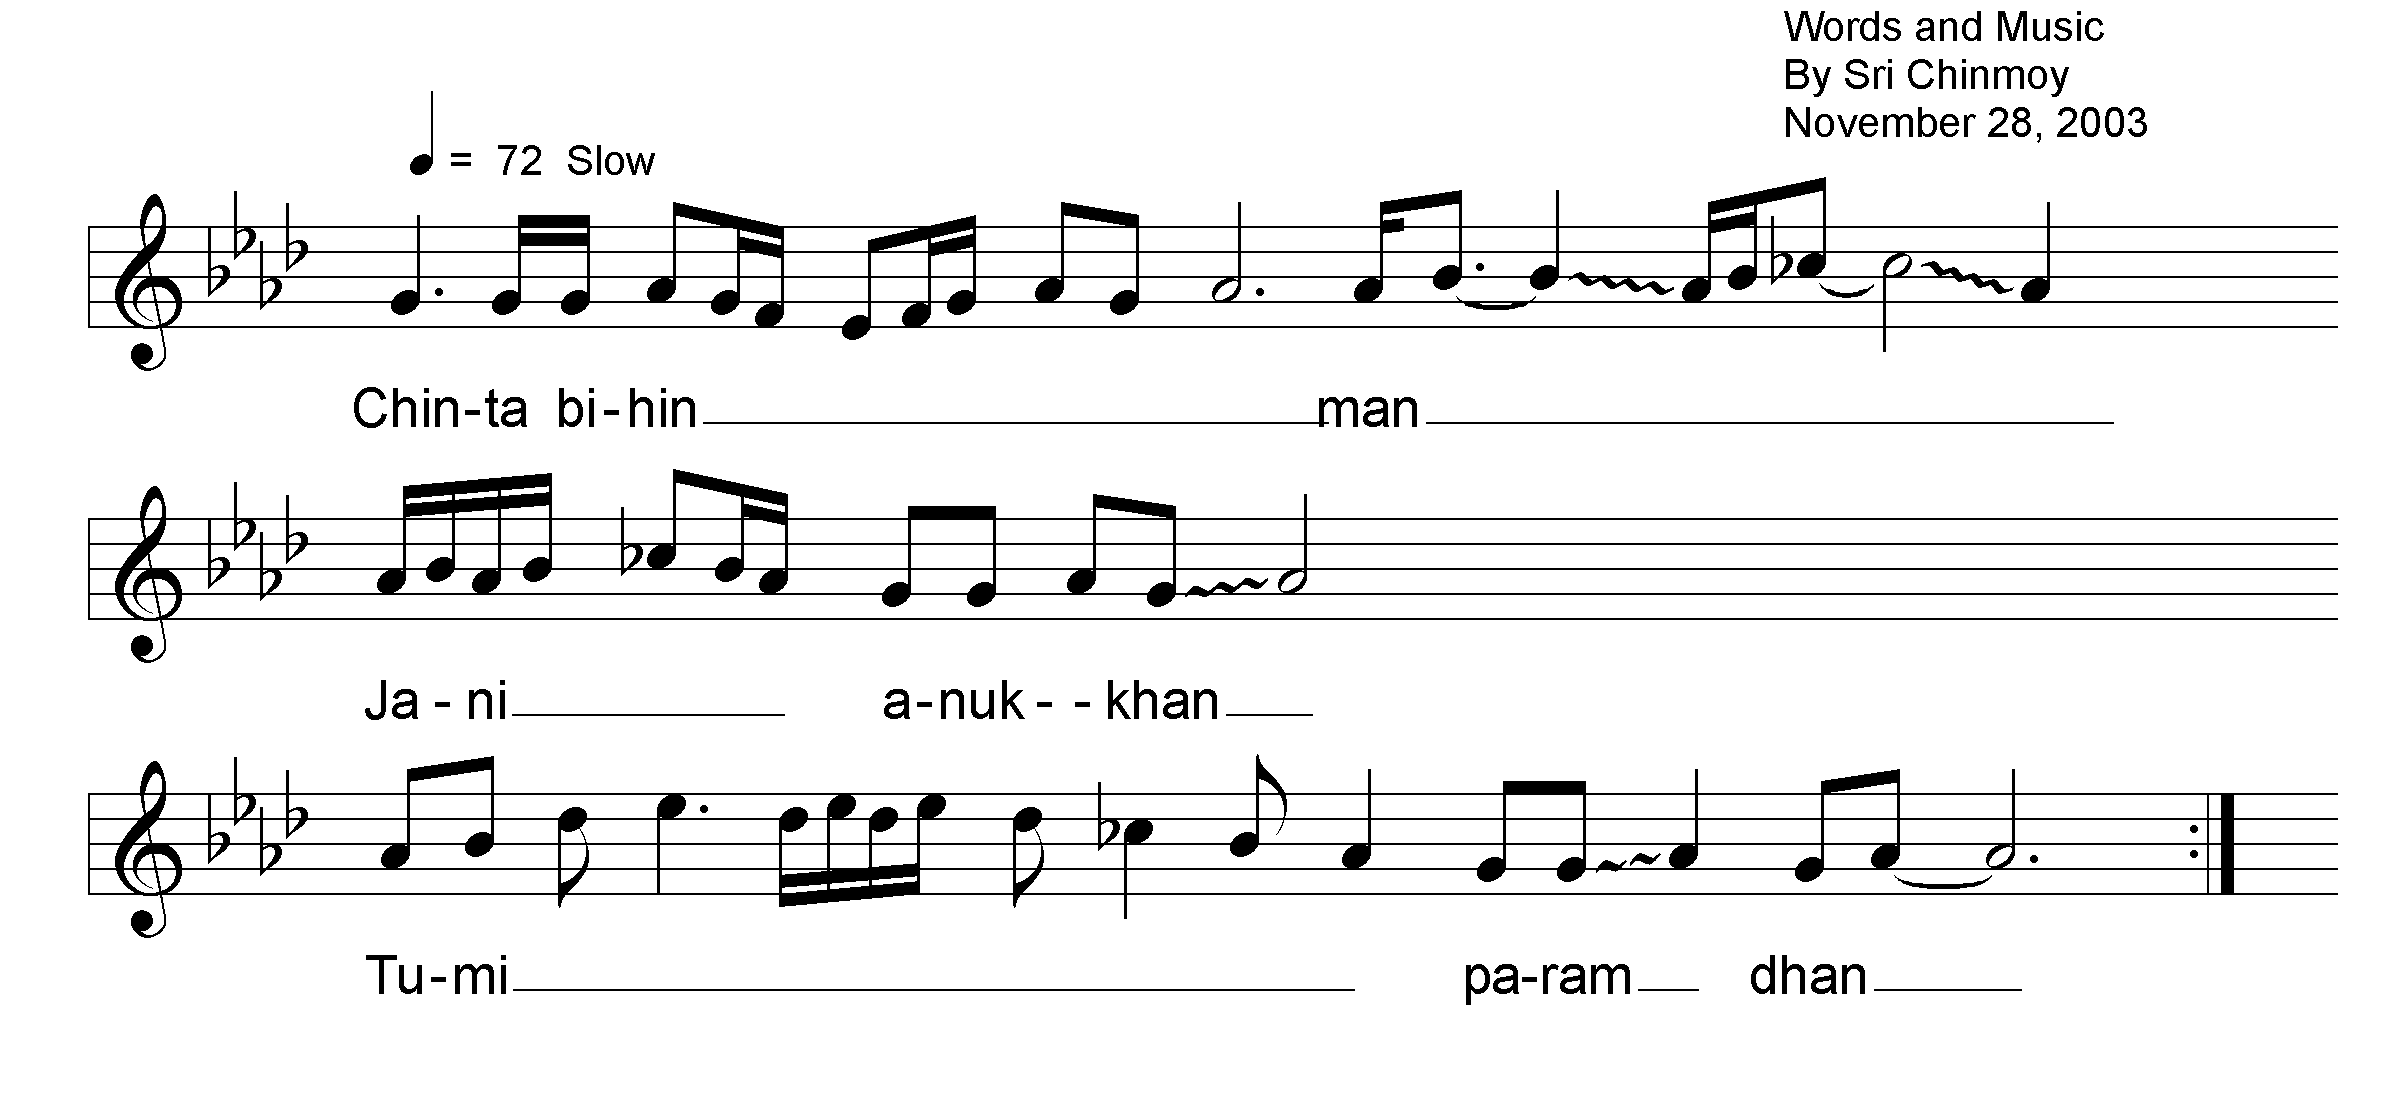 Words and Music
By Sri Chinmoy
November 28, 2003
= 72 Slow
Chin-ta bi-hin man
Ja - ni a-nuk - - khan
Tu-mi pa-ram dhan